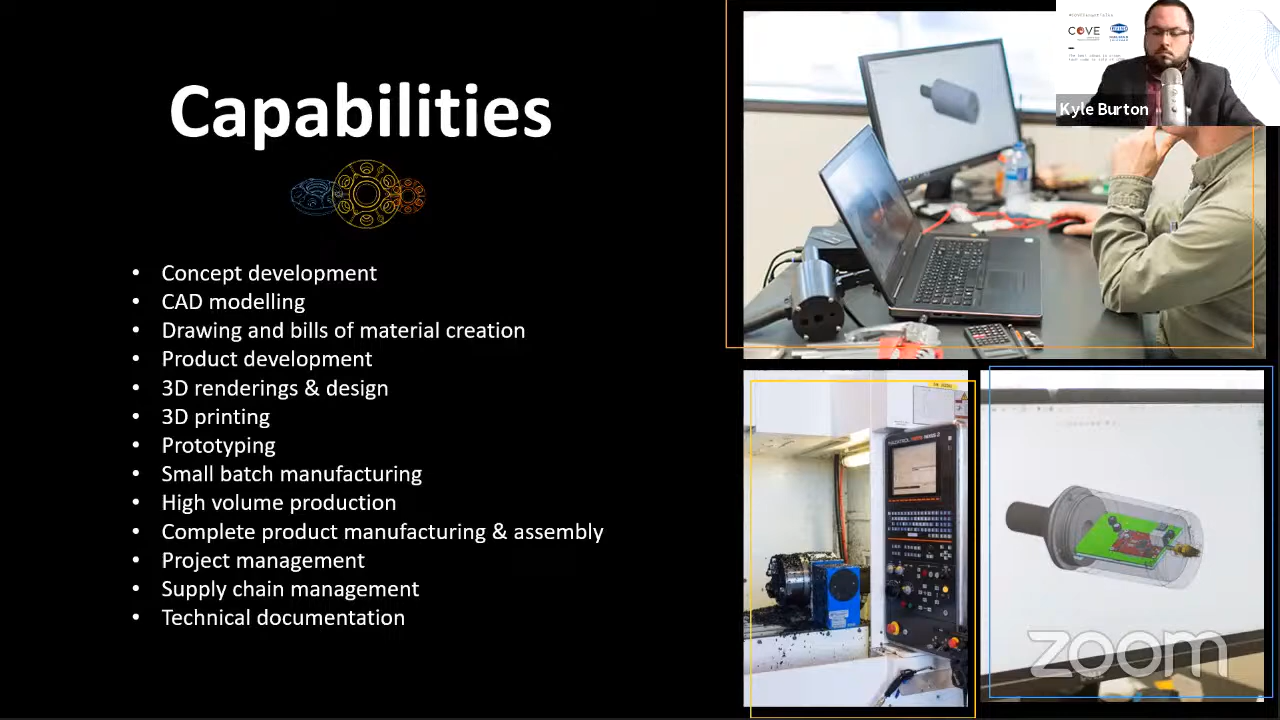 Capabilities
• Concept development
• CAD modelling
• Drawing and bills of material creation
• Product development
• 3D renderings & design
• 3D printing
• Prototyping
• Small batch manufacturing
• High volume production
• Complete product manufacturing & assembly
• Project management
• Supply chain management
• Technical documentation
COVE
Kyle Burton
zoom